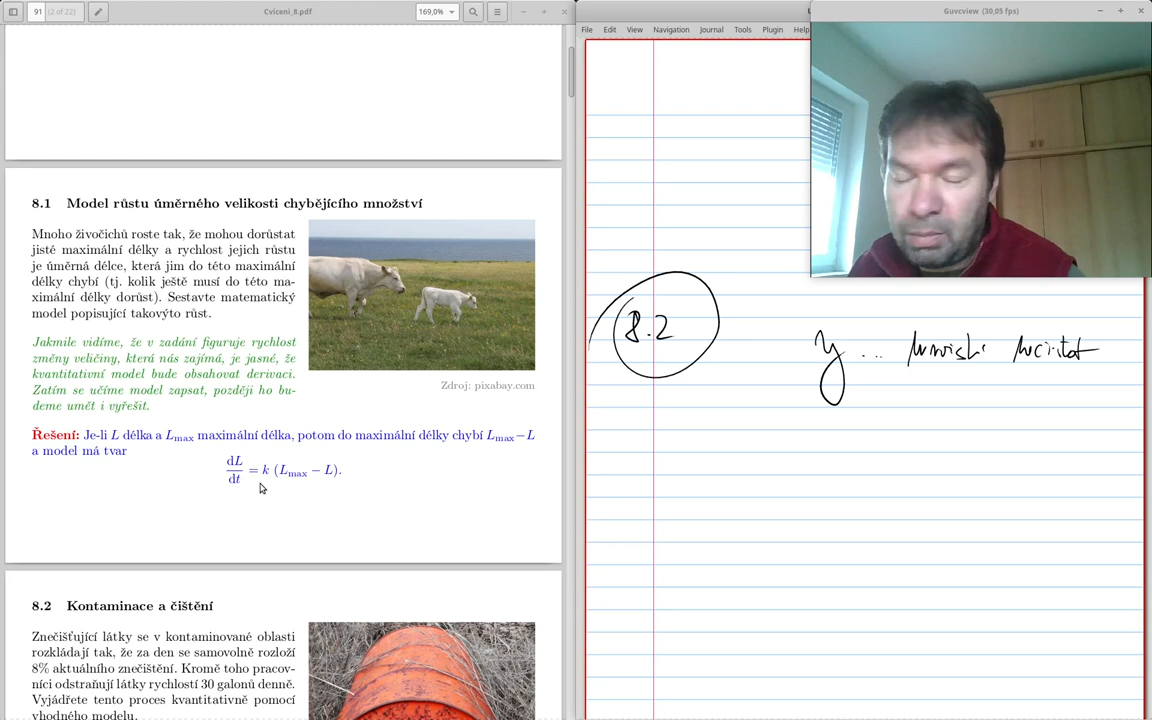 91 (2 of 22)
Cviceni_8.pdf
169,0%
8.1 Model růstu úměrného velikosti chybějícího množství
Mnoho živočichů roste tak, že mohou dorůstat
jisté maximální délky a rychlost jejich růstu
je úměrná délce, která jim do této maximální
délky chybí (tj. kolik ještě musí do této ma-
ximální délky dorůst). Sestavte matematický
model popisující takovýto růst.
Jakmile vidíme, že v zadání figuruje rychlost
změny veličiny, která nás zajímá, je jasné, že
kvantitativní model bude obsahovat derivaci.
Zatím se učíme model zapsat, později ho bu-
deme umět i vyřešit.
Zdroj: pixabay.com
Řešení: Je-li L délka a Lmax maximální délka, potom do maximální délky chybí Lmax−L
a model má tvar
dL/dt = k (Lmax − L).
8.2 Kontaminace a čištění
Znečišťující látky se v kontaminované oblasti
rozkládají tak, že za den se samovolně rozloží
8% aktuálního znečištění. Kromě toho pracov-
níci odstraňují látky rychlostí 30 galonů denně.
Vyjádřete tento proces kvantitativně pomocí
vhodného modelu.
File Edit View Navigation Journal Tools Plugin Help
Guvcview (30,05 fps)
8.2
y ...